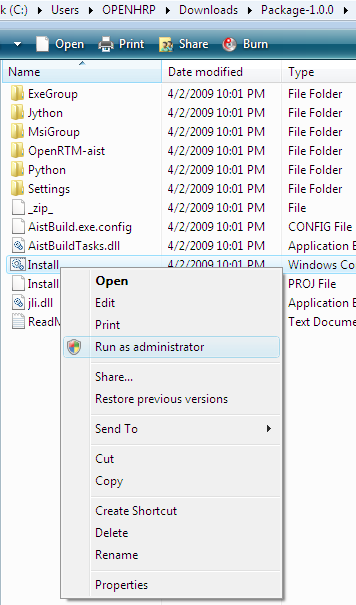 k (C:) Users OPENHRP Downloads Package-1.0.0
Open Print Share Burn
Name Date modified Type
ExeGroup 4/2/2009 10:01 PM File Folder
Jython 4/2/2009 10:01 PM File Folder
MsiGroup 4/2/2009 10:01 PM File Folder
OpenRTM-aist 4/2/2009 10:01 PM File Folder
Python 4/2/2009 10:01 PM File Folder
Settings 4/2/2009 10:01 PM File Folder
_zip_ 4/2/2009 10:01 PM File
AistBuild.exe.config 4/2/2009 10:01 PM CONFIG File
AistBuildTasks.dll 4/2/2009 10:01 PM Application E
Install 4/2/2009 10:01 PM Windows Co
Install PROJ File
jli.dll Application E
ReadM Text Docume
Open
Edit
Print
Run as administrator
Share...
Restore previous versions
Send To
Cut
Copy
Create Shortcut
Delete
Rename
Properties